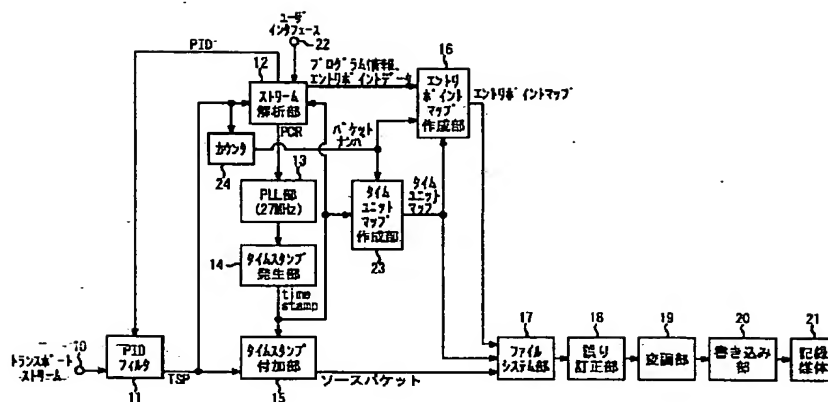 ユーザ
インタフェース
22
PID
12
ストリーム
解析部
プログラム情報、
エントリポイントデータ
16
エントリ
ポイント
マップ
作成部
エントリポイントマップ
PCR
カウンタ
24
パケット
ナンバ
13
PLL部
(27MHz)
タイム
ユニット
マップ
作成部
23
タイム
ユニット
マップ
14
タイムスタンプ
発生部
time
stamp
10
トランスポート
ストリーム
PID
フィルタ
11
TSP
タイムスタンプ
付加部
15
ソースパケット
17
ファイル
システム部
18
誤り
訂正部
19
変調部
20
書き込み
部
21
記録
媒体